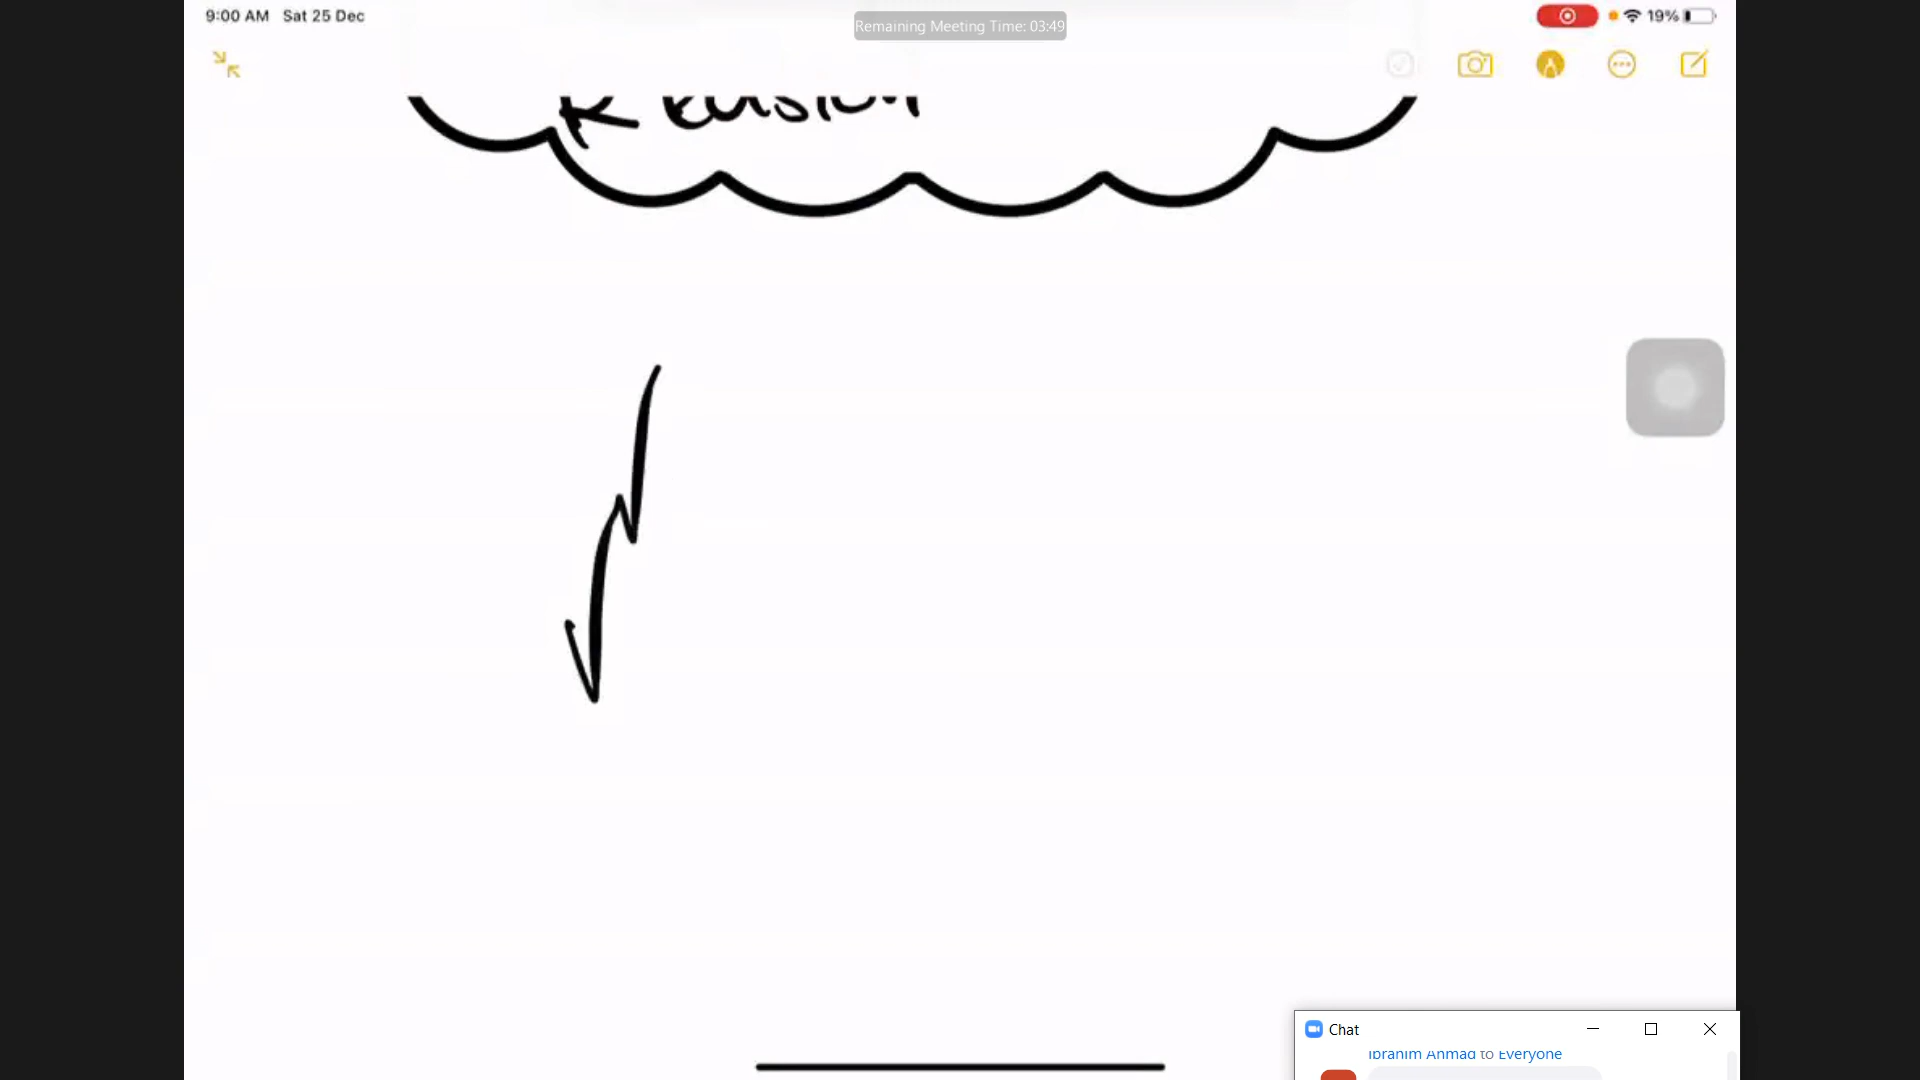 9:00 AM Sat 25 Dec
Remaining Meeting Time: 03:49
19%
Chat
Ibrahim Ahmad to Everyone